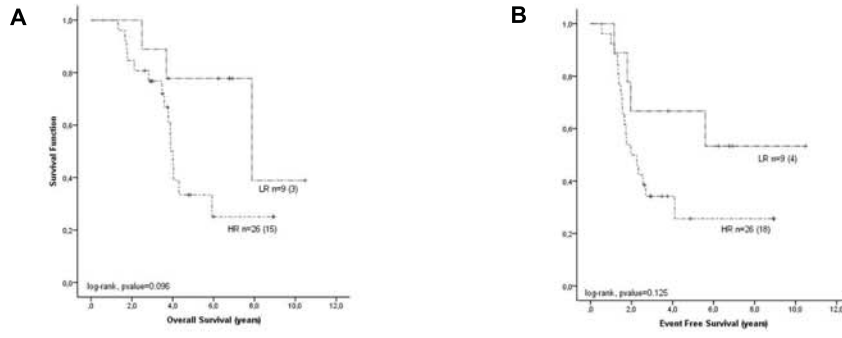 A
Survival Function
1,0
0,8
0,6
0,4
0,2
0,0
LR n=9 (3)
HR n=26 (15)
log-rank, pvalue=0.096
,0 2,0 4,0 6,0 8,0 10,0 12,0
Overall Survival (years)
B
1,0
0,8
0,6
0,4
0,2
0,0
LR n=9 (4)
HR n=26 (18)
log-rank, pvalue=0.125
,0 2,0 4,0 6,0 8,0 10,0 12,0
Event Free Survival (years)